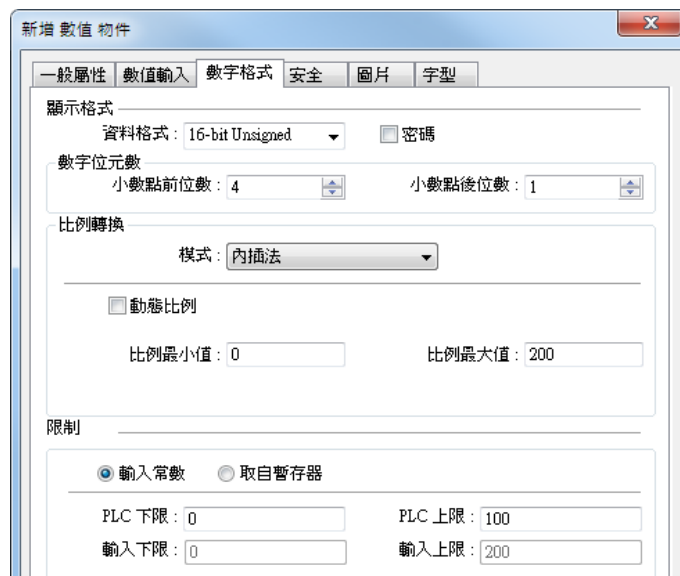 新增 數值 物件
一般屬性 數值輸入 數字格式 安全 圖片 字型
顯示格式
資料格式 : 16-bit Unsigned 密碼
數字位元數
小數點前位數 : 4 小數點後位數 : 1
比例轉換
模式 : 內插法
動態比例
比例最小值 : 0 比例最大值 : 200
限制
輸入常數 取自暫存器
PLC 下限 : 0 PLC 上限 : 100
輸入下限 : 0 輸入上限 : 200